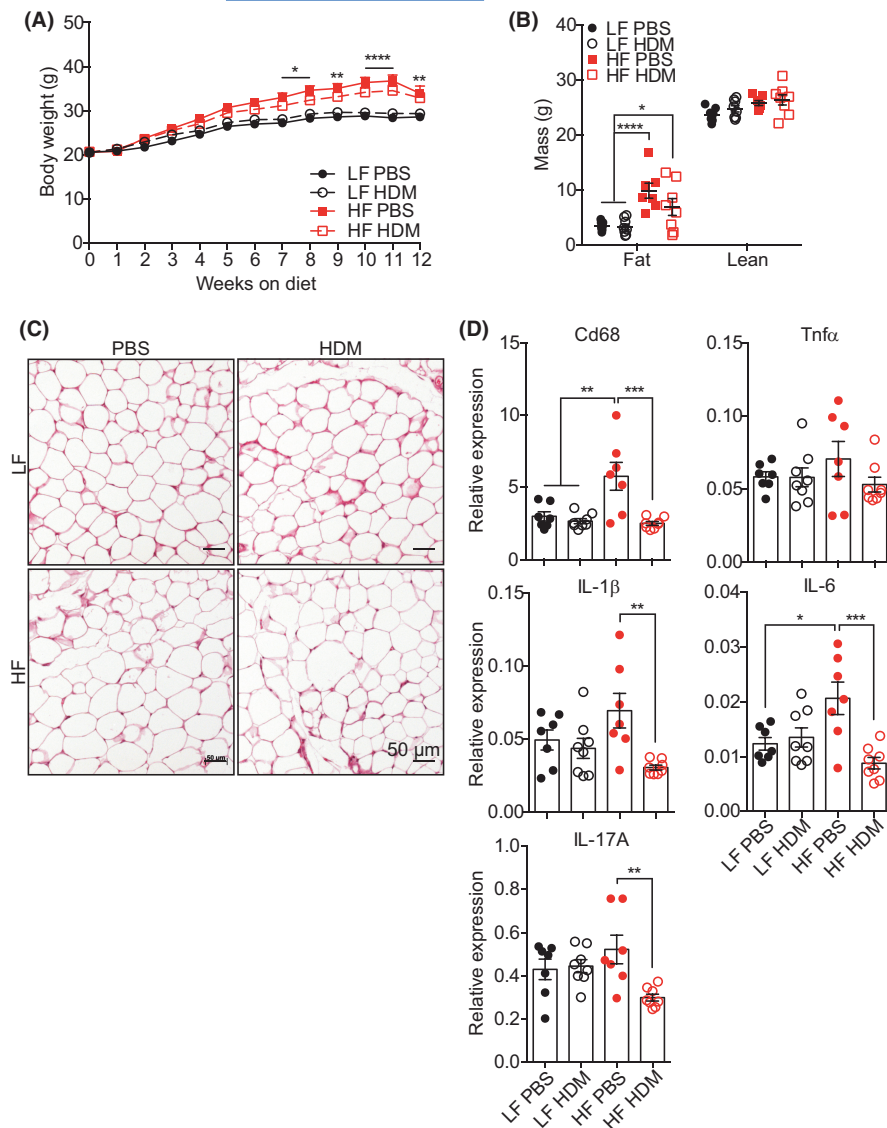 (A)
Body weight (g)
50
40
30
20
10
0
* **** ** **
LF PBS
LF HDM
HF PBS
HF HDM
0 1 2 3 4 5 6 7 8 9 10 11 12
Weeks on diet
(B)
Mass (g)
40
30
20
10
0
LF PBS
LF HDM
HF PBS
HF HDM
*
****
Fat Lean
(C)
PBS HDM
LF
HF
50 µm
50 µm
(D)
Cd68
Relative expression
15
10
5
0
** ***
Tnfα
0.15
0.10
0.05
0.00
IL-1β
Relative expression
0.15
0.10
0.05
0.00
**
IL-6
0.04
0.03
0.02
0.01
0.00
* ***
LF PBS
LF HDM
HF PBS
HF HDM
IL-17A
Relative expression
1.0
0.8
0.6
0.4
0.2
0.0
**
LF PBS
LF HDM
HF PBS
HF HDM